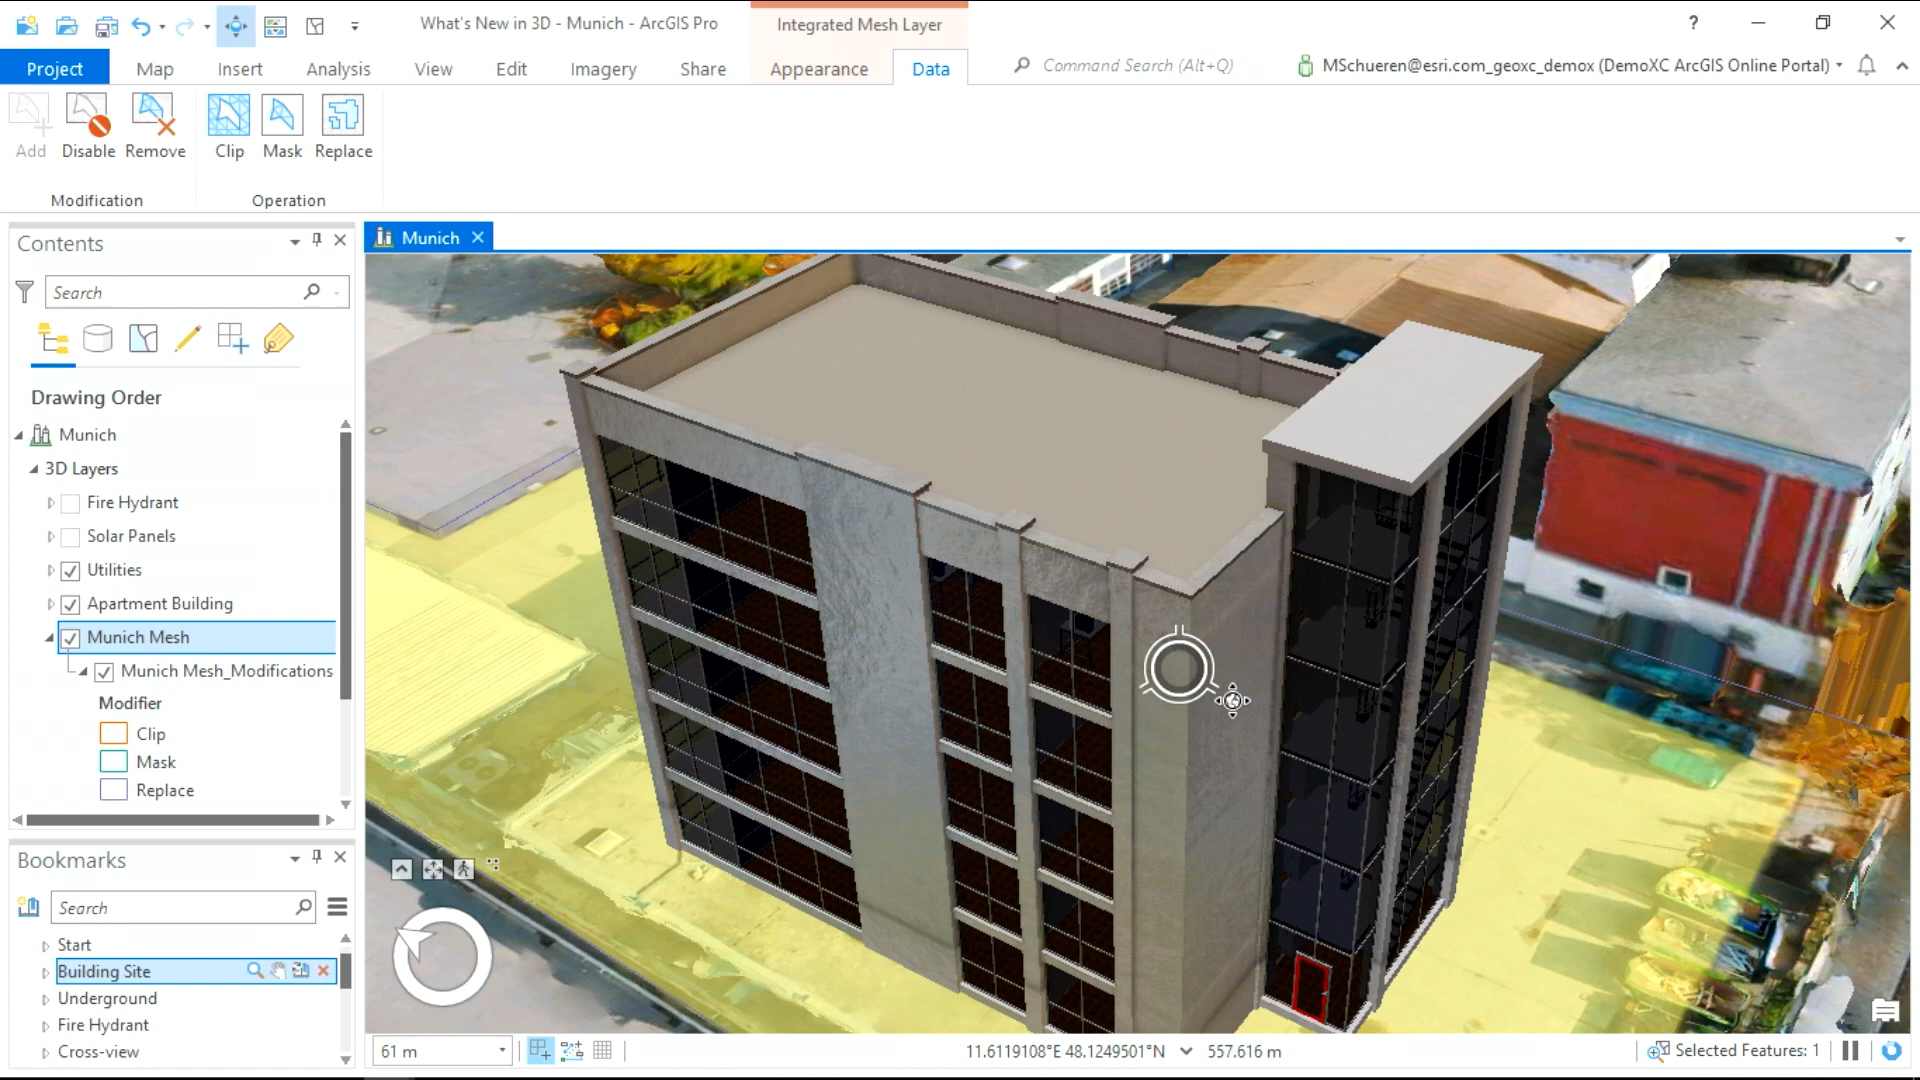 What's New in 3D - Munich - ArcGIS Pro
Integrated Mesh Layer
?
Project
Map
Insert
Analysis
View
Edit
Imagery
Share
Appearance
Data
Command Search (Alt+Q)
MSchueren@esri.com_geoxc_demox (DemoXC ArcGIS Online Portal)
Add
Disable
Remove
Clip
Mask
Replace
Modification
Operation
Contents
Search
Drawing Order
Munich
3D Layers
Fire Hydrant
Solar Panels
Utilities
Apartment Building
Munich Mesh
Munich Mesh_Modifications
Modifier
Clip
Mask
Replace
Bookmarks
Search
Start
Building Site
Underground
Fire Hydrant
Cross-view
Munich
61 m
11.6119108°E 48.1249501°N
557.616 m
Selected Features: 1